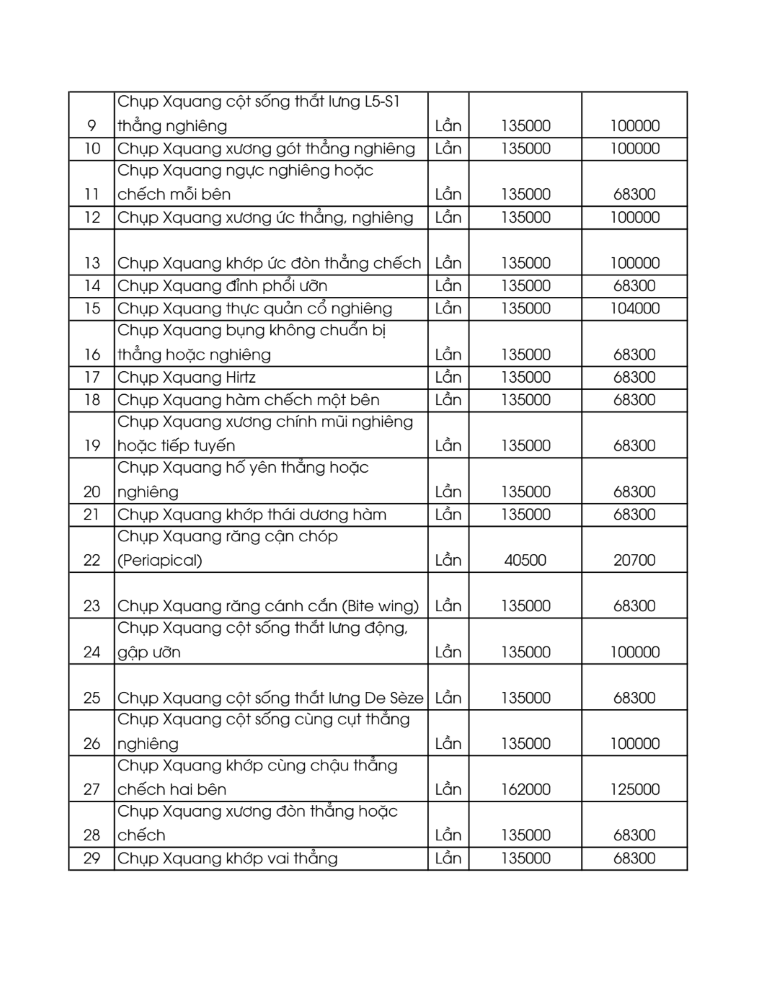 Chụp Xquang cột sống thắt lưng L5-S1
9 thẳng nghiêng Lần 135000 100000
10 Chụp Xquang xương gót thẳng nghiêng Lần 135000 100000
Chụp Xquang ngực nghiêng hoặc
11 chếch mỗi bên Lần 135000 68300
12 Chụp Xquang xương ức thẳng, nghiêng Lần 135000 100000
13 Chụp Xquang khớp ức đòn thẳng chếch Lần 135000 100000
14 Chụp Xquang đỉnh phổi ưỡn Lần 135000 68300
15 Chụp Xquang thực quản cổ nghiêng Lần 135000 104000
Chụp Xquang bụng không chuẩn bị
16 thẳng hoặc nghiêng Lần 135000 68300
17 Chụp Xquang Hirtz Lần 135000 68300
18 Chụp Xquang hàm chếch một bên Lần 135000 68300
Chụp Xquang xương chính mũi nghiêng
19 hoặc tiếp tuyến Lần 135000 68300
Chụp Xquang hố yên thẳng hoặc
20 nghiêng Lần 135000 68300
21 Chụp Xquang khớp thái dương hàm Lần 135000 68300
Chụp Xquang răng cận chóp
22 (Periapical) Lần 40500 20700
23 Chụp Xquang răng cánh cắn (Bite wing) Lần 135000 68300
Chụp Xquang cột sống thắt lưng động,
24 gập ưỡn Lần 135000 100000
25 Chụp Xquang cột sống thắt lưng De Sèze Lần 135000 68300
Chụp Xquang cột sống cùng cụt thẳng
26 nghiêng Lần 135000 100000
Chụp Xquang khớp cùng chậu thẳng
27 chếch hai bên Lần 162000 125000
Chụp Xquang xương đòn thẳng hoặc
28 chếch Lần 135000 68300
29 Chụp Xquang khớp vai thẳng Lần 135000 68300